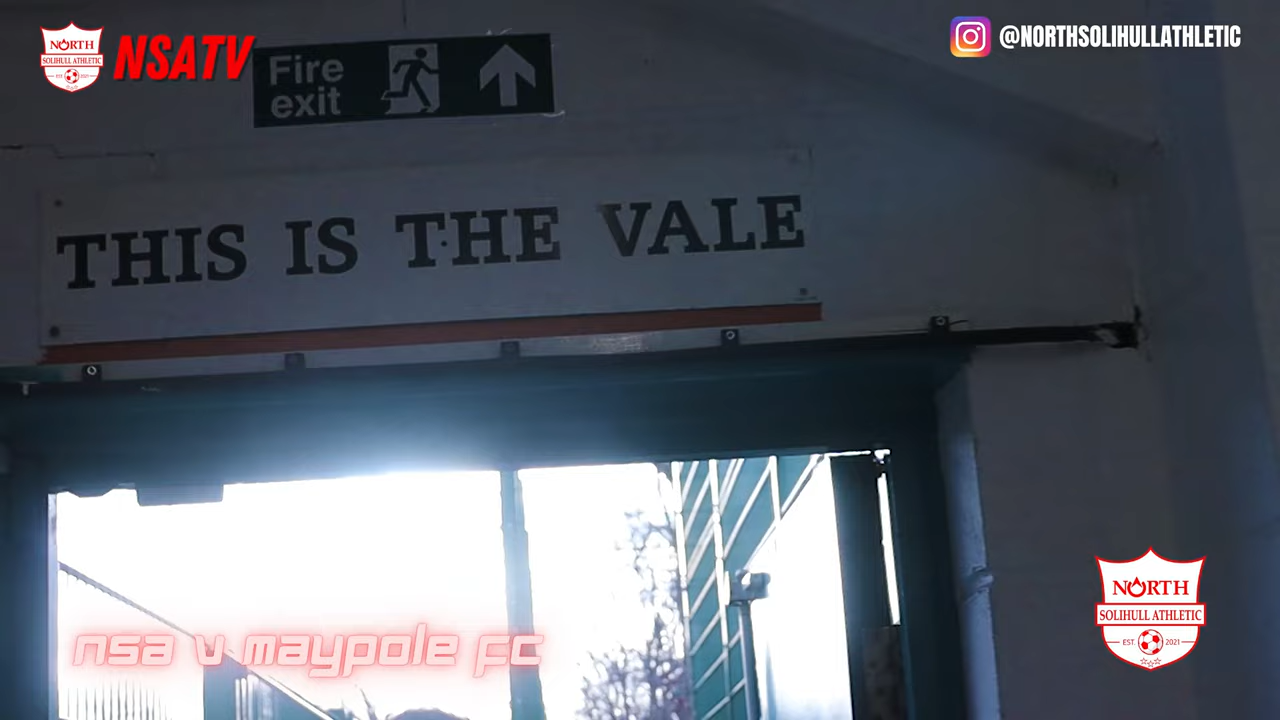 NORTH
SOLIHULL ATHLETIC
EST. 2021
NSATV
@NORTHSOLIHULLATHLETIC
Fire
exit
THIS IS THE VALE
nsa v maypole fc
NORTH
SOLIHULL ATHLETIC
EST. 2021